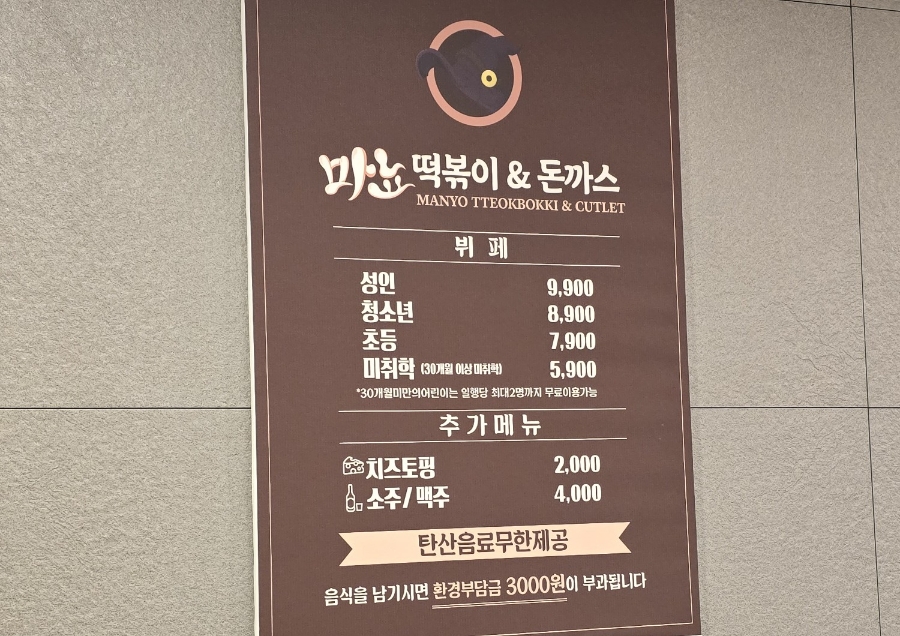 마뇨 떡볶이 & 돈까스
MANYO TTEOKBOKKI & CUTLET
뷔 페
성인 9,900
청소년 8,900
초등 7,900
미취학 (30개월 이상 미취학) 5,900
*30개월미만의어린이는 일행당 최대2명까지 무료이용가능
추가메뉴
치즈토핑 2,000
소주/맥주 4,000
탄산음료무한제공
음식을 남기시면 환경부담금 3000원이 부과됩니다